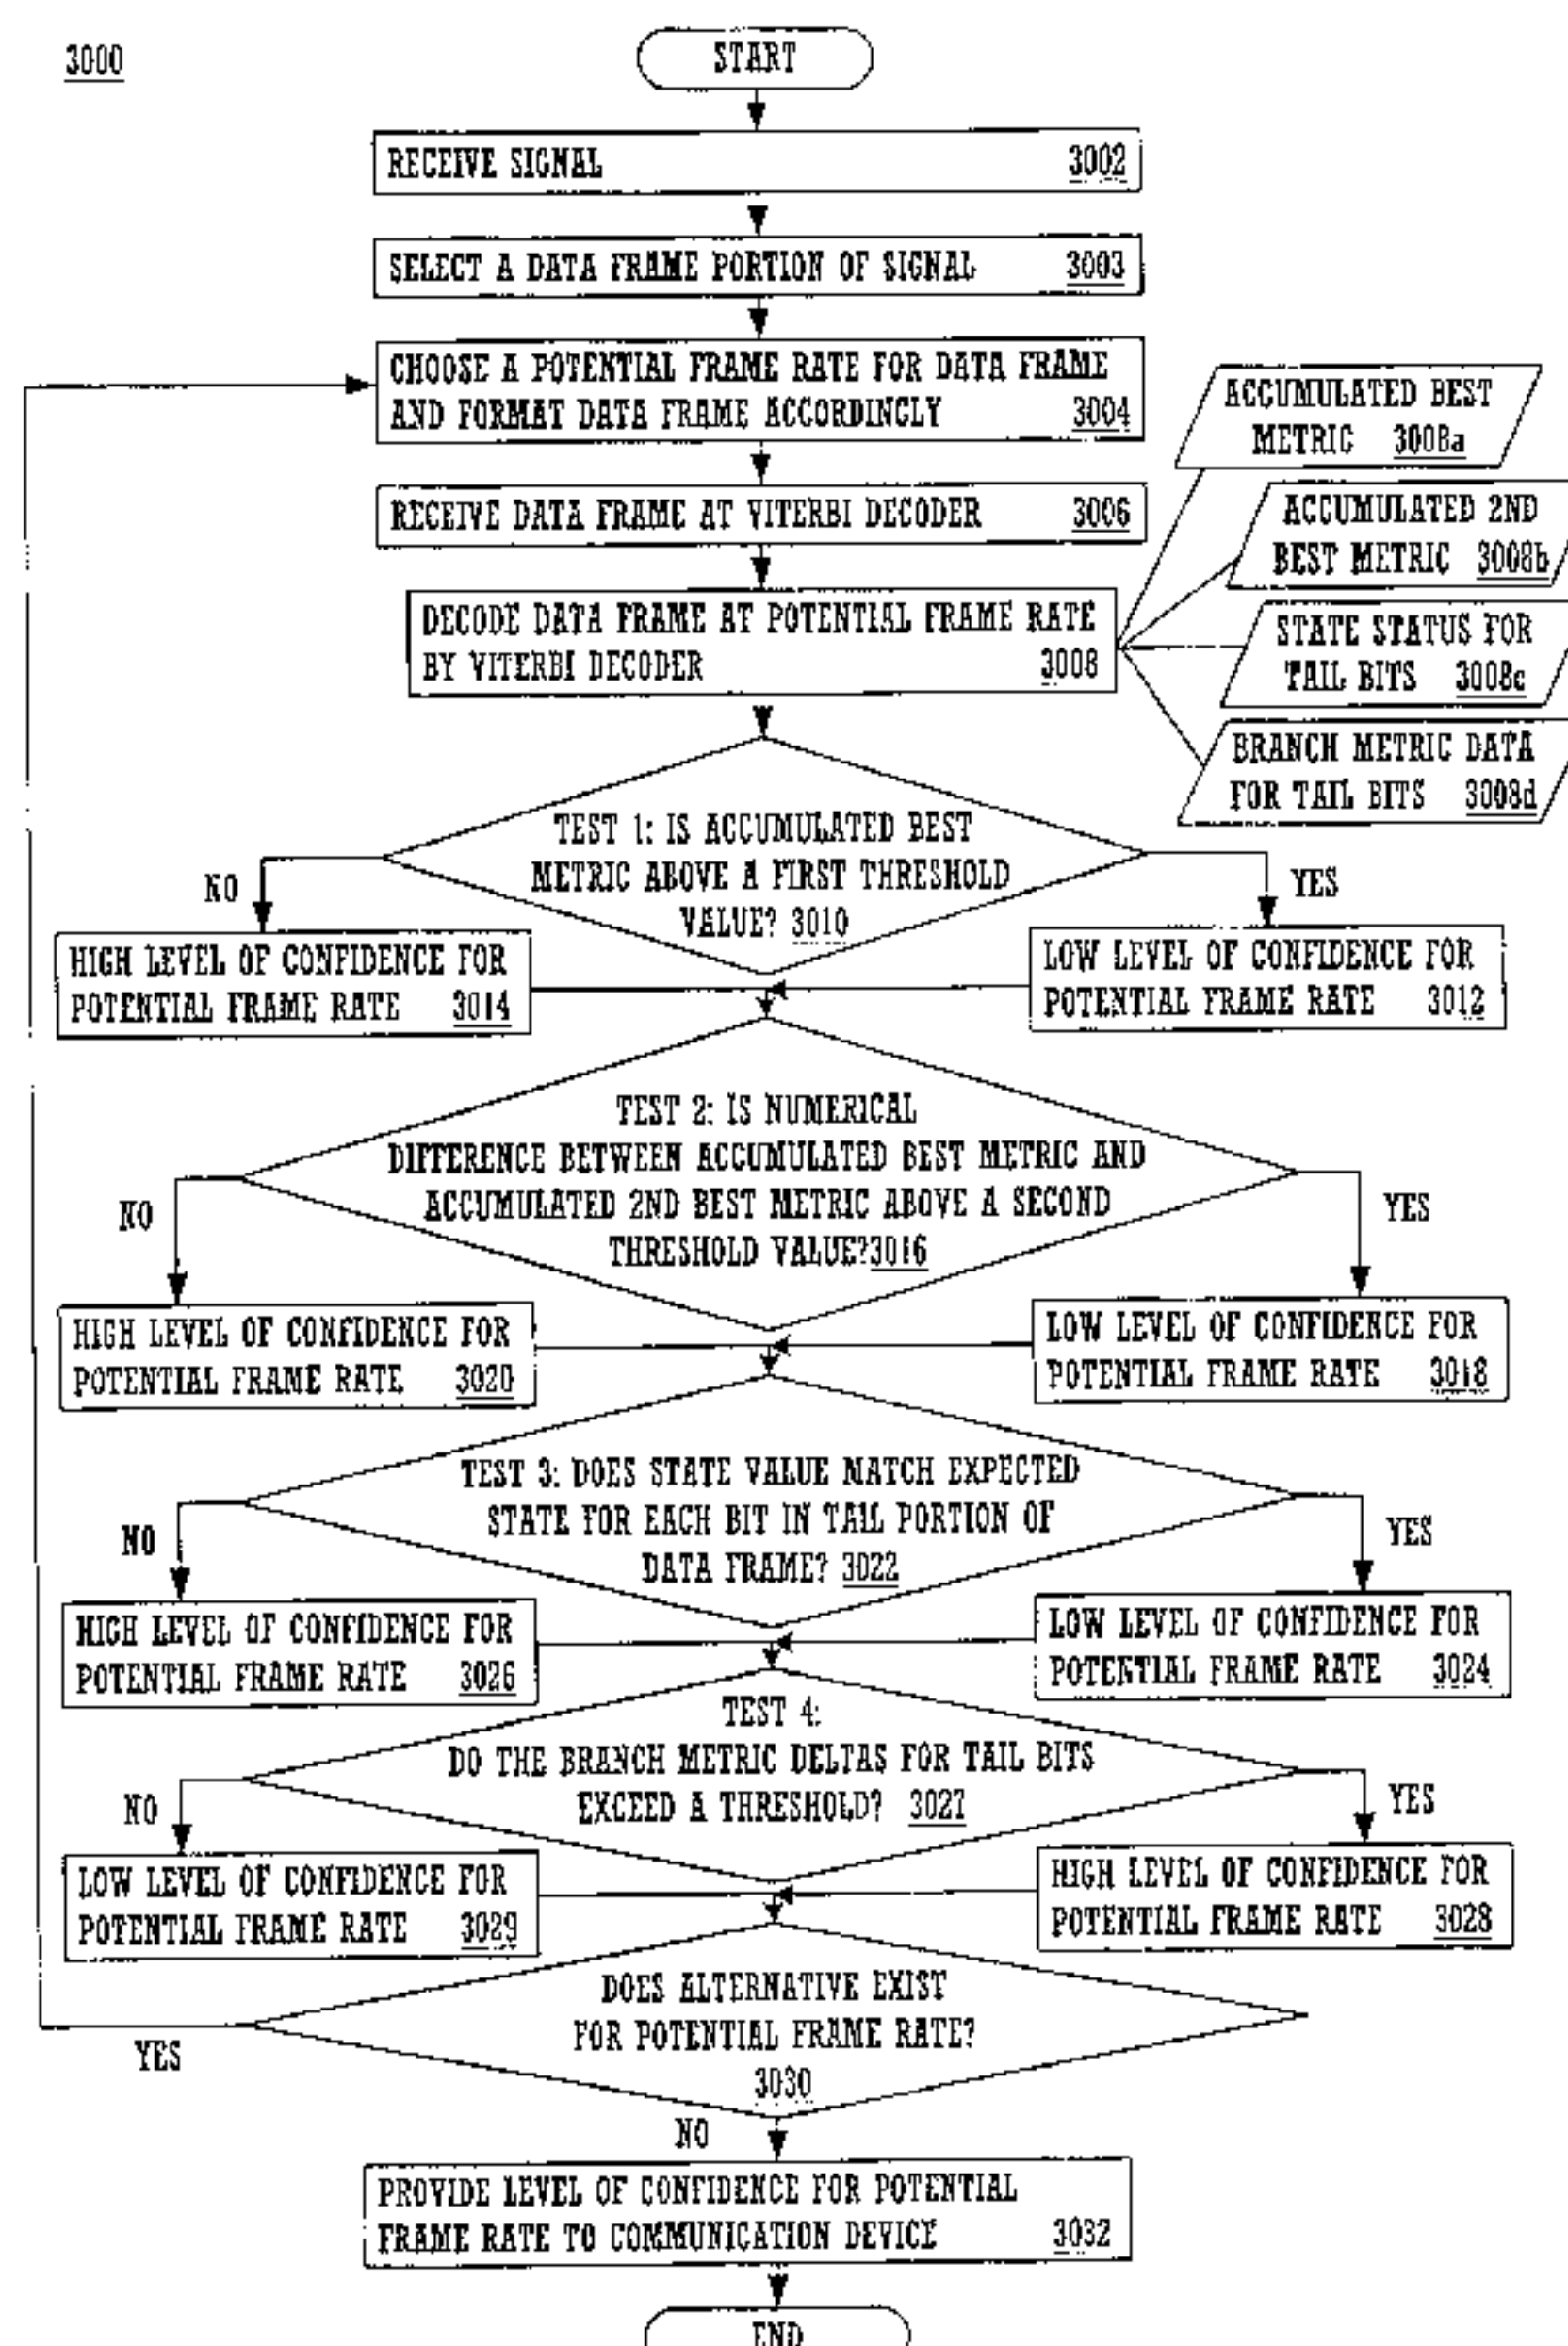 3000
START
RECEIVE SIGNAL 3002
SELECT A DATA FRAME PORTION OF SIGNAL 3003
CHOOSE A POTENTIAL FRAME RATE FOR DATA FRAME
AND FORMAT DATA FRAME ACCORDINGLY 3004
RECEIVE DATA FRAME AT VITERBI DECODER 3006
DECODE DATA FRAME AT POTENTIAL FRAME RATE
BY VITERBI DECODER 3008
ACCUMULATED BEST
METRIC 3008a
ACCUMULATED 2ND
BEST METRIC 3008b
STATE STATUS FOR
TAIL BITS 3008c
BRANCH METRIC DATA
FOR TAIL BITS 3008d
TEST 1: IS ACCUMULATED BEST
METRIC ABOVE A FIRST THRESHOLD
VALUE? 3010
NO
YES
HIGH LEVEL OF CONFIDENCE FOR
POTENTIAL FRAME RATE 3014
LOW LEVEL OF CONFIDENCE FOR
POTENTIAL FRAME RATE 3012
TEST 2: IS NUMERICAL
DIFFERENCE BETWEEN ACCUMULATED BEST METRIC AND
ACCUMULATED 2ND BEST METRIC ABOVE A SECOND
THRESHOLD VALUE?3016
NO
YES
HIGH LEVEL OF CONFIDENCE FOR
POTENTIAL FRAME RATE 3020
LOW LEVEL OF CONFIDENCE FOR
POTENTIAL FRAME RATE 3018
TEST 3: DOES STATE VALUE MATCH EXPECTED
STATE FOR EACH BIT IN TAIL PORTION OF
DATA FRAME? 3022
NO
YES
HIGH LEVEL OF CONFIDENCE FOR
POTENTIAL FRAME RATE 3026
LOW LEVEL OF CONFIDENCE FOR
POTENTIAL FRAME RATE 3024
TEST 4:
DO THE BRANCH METRIC DELTAS FOR TAIL BITS
EXCEED A THRESHOLD? 3027
NO
YES
LOW LEVEL OF CONFIDENCE FOR
POTENTIAL FRAME RATE 3029
HIGH LEVEL OF CONFIDENCE FOR
POTENTIAL FRAME RATE 3028
DOES ALTERNATIVE EXIST
FOR POTENTIAL FRAME RATE?
3030
YES
NO
PROVIDE LEVEL OF CONFIDENCE FOR POTENTIAL
FRAME RATE TO COMMUNICATION DEVICE 3032
END